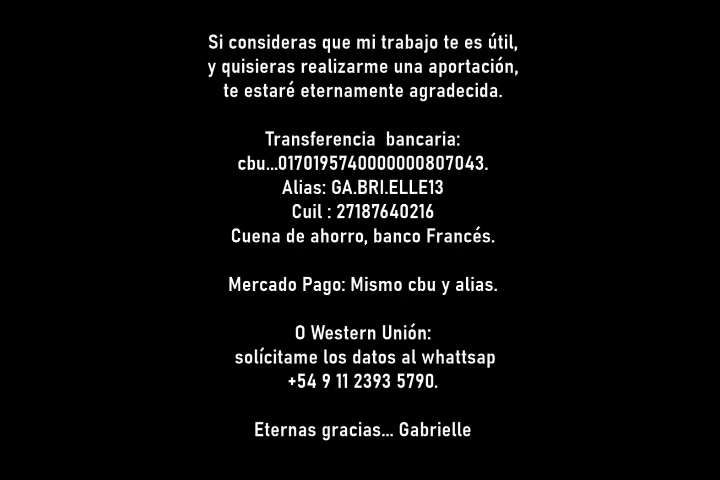 Si consideras que mi trabajo te es útil,
y quisieras realizarme una aportación,
te estaré eternamente agradecida.
Transferencia bancaria:
cbu...0170195740000000807043.
Alias: GA.BRI.ELLE13
Cuil : 27187640216
Cuena de ahorro, banco Francés.
Mercado Pago: Mismo cbu y alias.
O Western Unión:
solícitame los datos al whattsap
+54 9 11 2393 5790.
Eternas gracias... Gabrielle